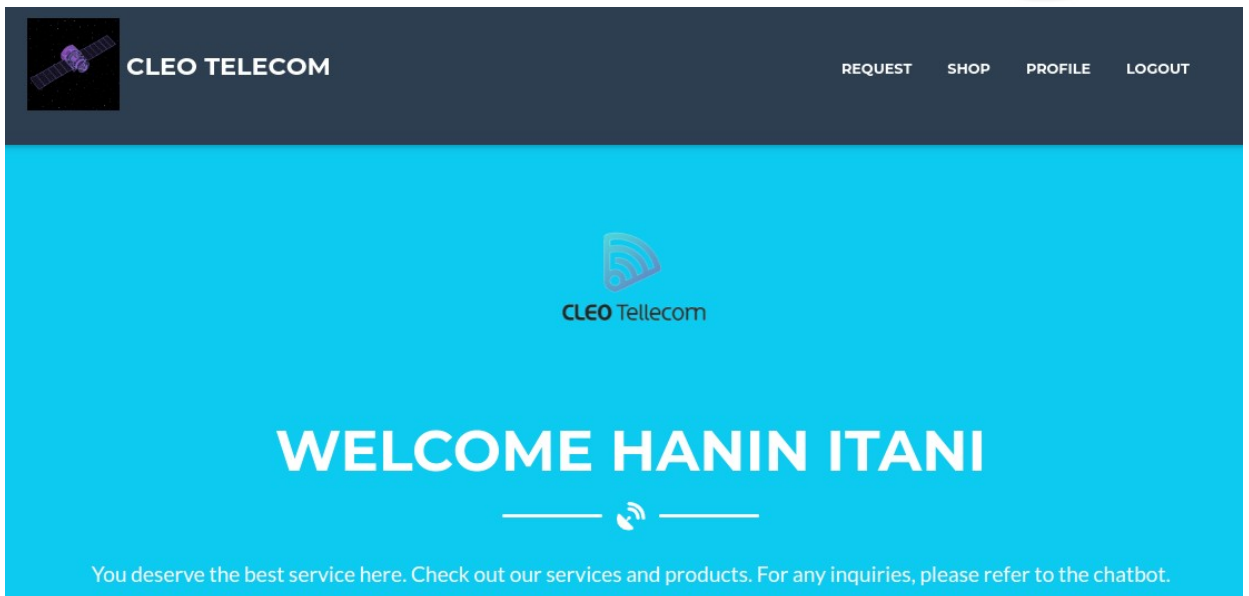 CLEO TELECOM
REQUEST SHOP PROFILE LOGOUT
CLEO Tellecom
WELCOME HANIN ITANI
You deserve the best service here. Check out our services and products. For any inquiries, please refer to the chatbot.